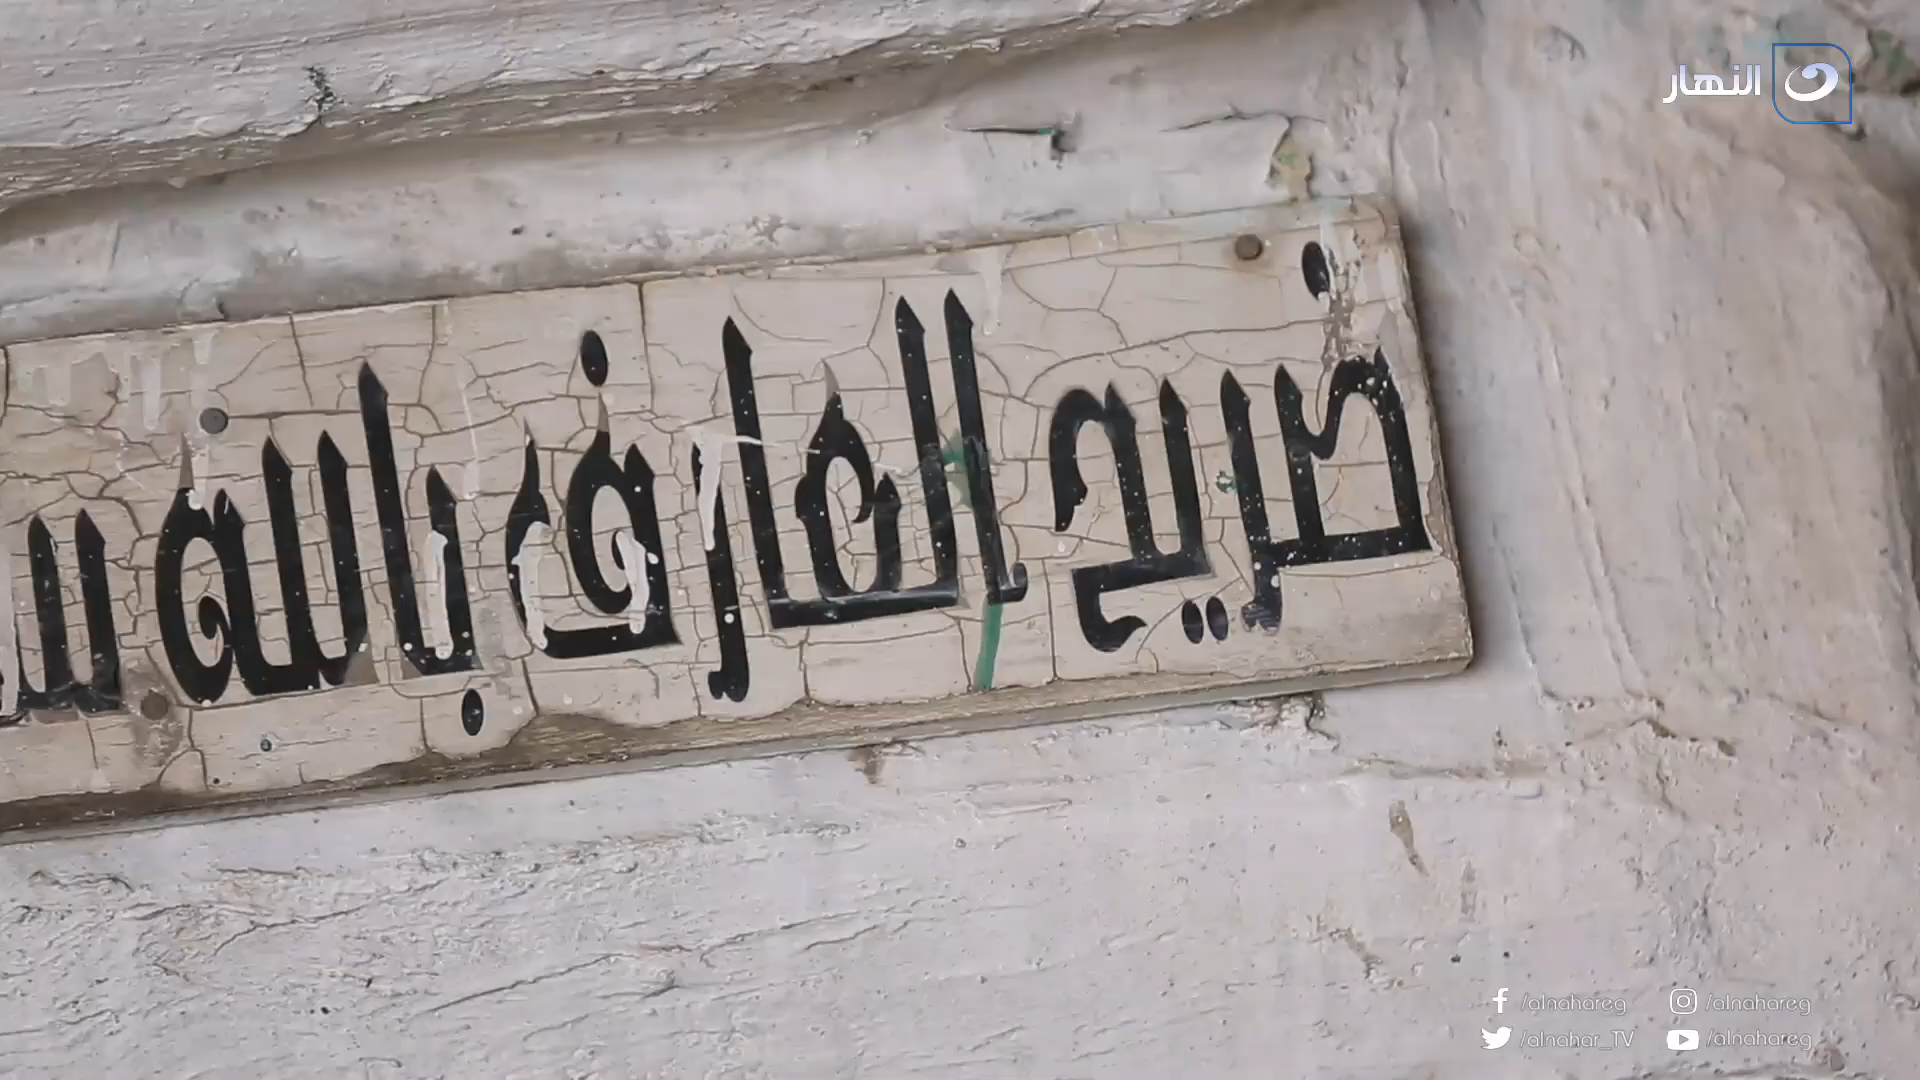 النهار
ضريح العارف بالله
/alnahareg
/alnahareg
/alnahar_TV
/alnahareg